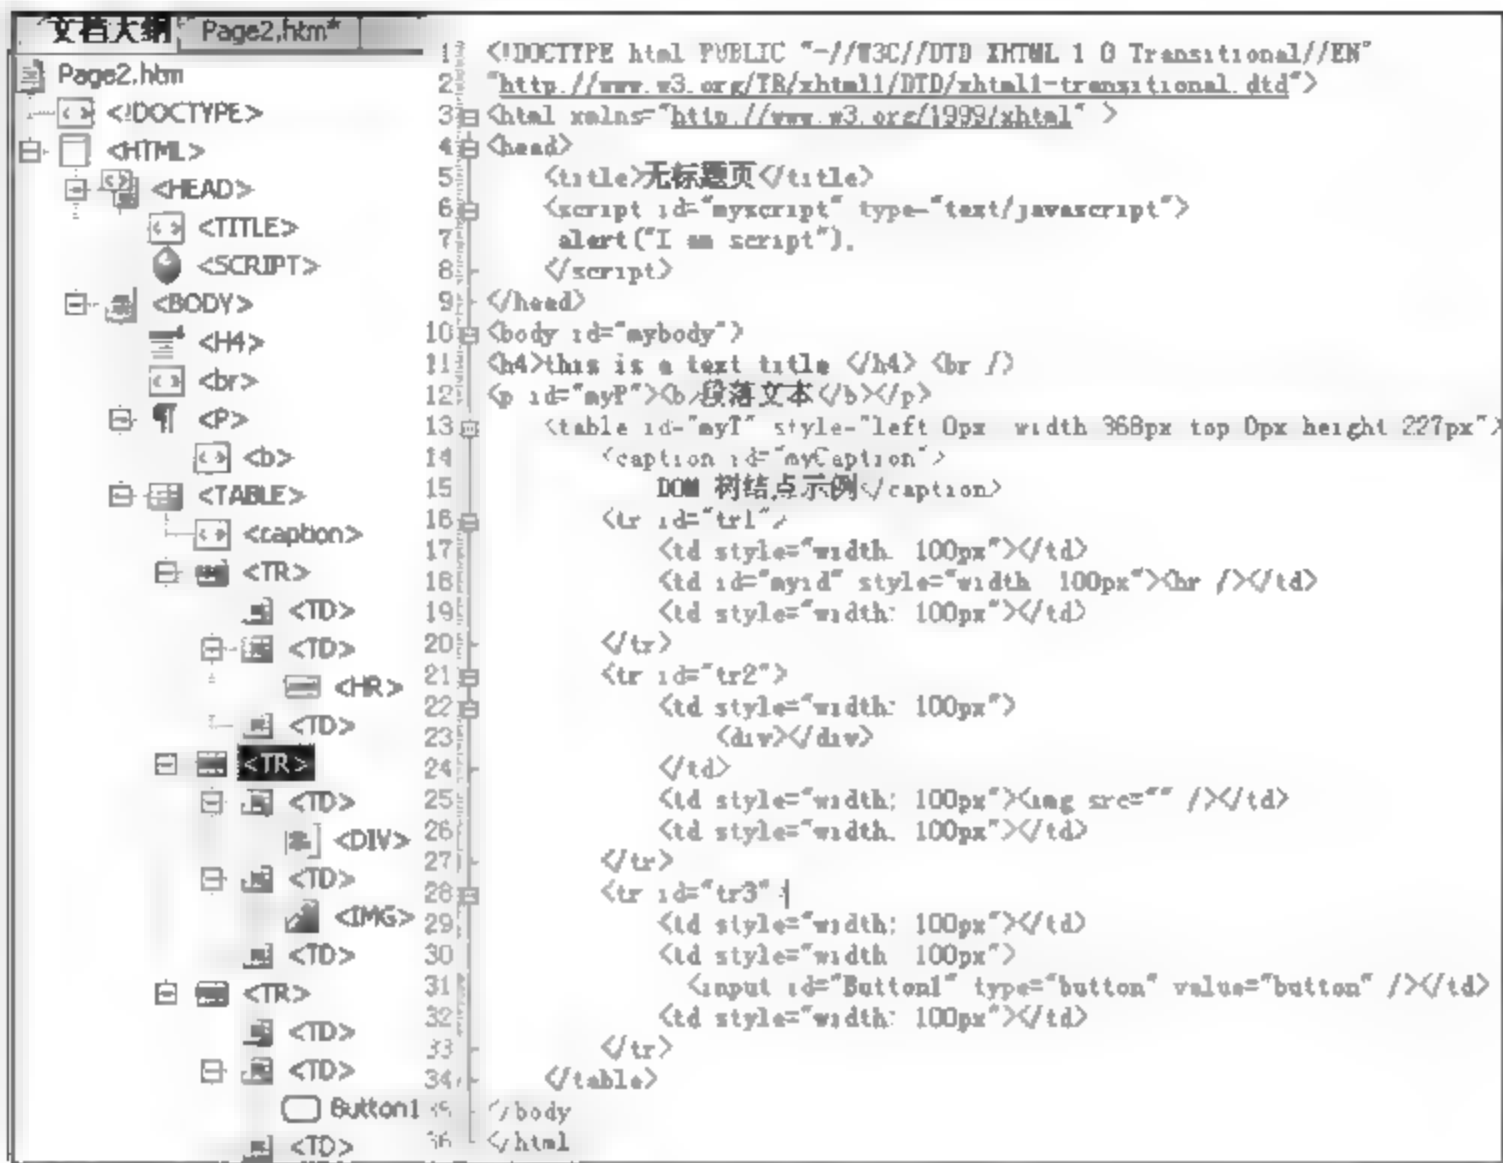 文档大纲 Page2.htm*
Page2.htm
<!DOCTYPE>
<HTML>
<HEAD>
<TITLE>
<SCRIPT>
<BODY>
<H4>
<br>
<P>
<b>
<TABLE>
<caption>
<TR>
<TD>
<TD>
<HR>
<TD>
<TR>
<TD>
<DIV>
<TD>
<IMG>
<TD>
<TR>
<TD>
<TD>
Button1
<TD>
1 <!DOCTYPE html PUBLIC "-//W3C//DTD XHTML 1 0 Transitional//EN"
2 "http://www.w3.org/TR/xhtml1/DTD/xhtml1-transitional.dtd">
3 <html xmlns="http://www.w3.org/1999/xhtml" >
4 <head>
5 <title>无标题页</title>
6 <script id="myscript" type="text/javascript">
7 alert("I am script");
8 </script>
9 </head>
10 <body id="mybody">
11 <h4>this is a text title </h4> <br />
12 <p id="myP"><b>段落文本</b></p>
13 <table id="myT" style="left 0px width 368px top 0px height 227px">
14 <caption id="myCaption">
15 DOM 树结点示例</caption>
16 <tr id="tr1">
17 <td style="width: 100px"></td>
18 <td id="myid" style="width 100px"><hr /></td>
19 <td style="width: 100px"></td>
20 </tr>
21 <tr id="tr2">
22 <td style="width: 100px">
23 <div></div>
24 </td>
25 <td style="width: 100px"><img src="" /></td>
26 <td style="width: 100px"></td>
27 </tr>
28 <tr id="tr3"
29 <td style="width: 100px"></td>
30 <td style="width 100px">
31 <input id="Button1" type="button" value="button" /></td>
32 <td style="width: 100px"></td>
33 </tr>
34 </table>
35 </body
36 </html